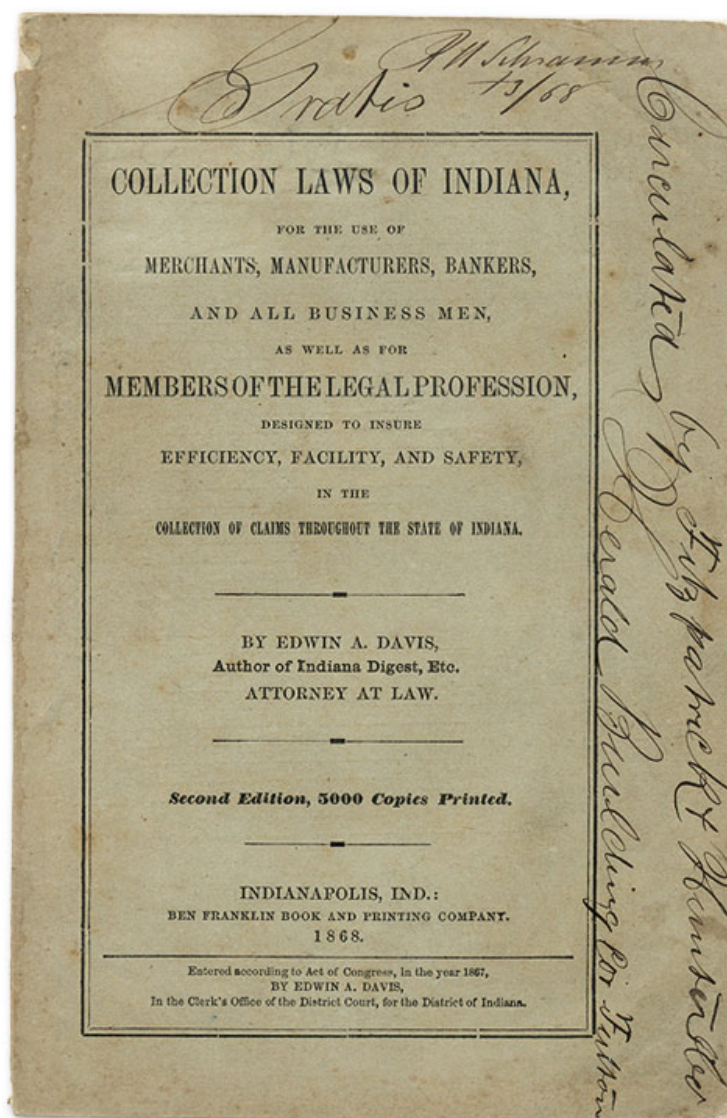 Gratis
COLLECTION LAWS OF INDIANA,
FOR THE USE OF
MERCHANTS, MANUFACTURERS, BANKERS,
AND ALL BUSINESS MEN,
AS WELL AS FOR
MEMBERS OF THE LEGAL PROFESSION,
DESIGNED TO INSURE
EFFICIENCY, FACILITY, AND SAFETY,
IN THE
COLLECTION OF CLAIMS THROUGHOUT THE STATE OF INDIANA.
BY EDWIN A. DAVIS,
Author of Indiana Digest, Etc.
ATTORNEY AT LAW.
Second Edition, 5000 Copies Printed.
INDIANAPOLIS, IND.:
BEN FRANKLIN BOOK AND PRINTING COMPANY.
1868.
Entered according to Act of Congress, in the year 1867,
BY EDWIN A. DAVIS,
In the Clerk's Office of the District Court, for the District of Indiana.
Circulated by Fitzpatrick &
Herald Building for Fulton